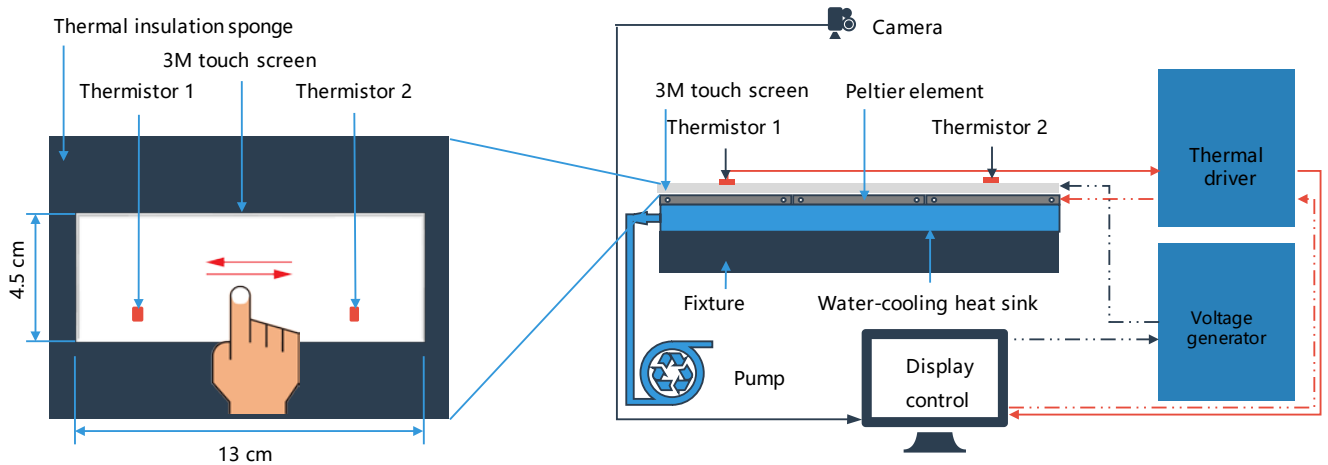 Thermal insulation sponge
3M touch screen
Thermistor 1
Thermistor 2
4.5 cm
13 cm
Camera
3M touch screen
Peltier element
Thermistor 1
Thermistor 2
Thermal
driver
Fixture
Water-cooling heat sink
Voltage
generator
Pump
Display
control